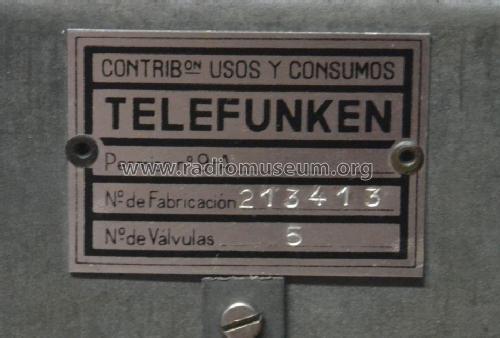 CONTRIBON USOS Y CONSUMOS
TELEFUNKEN
www.radiomuseum.org
Nº de Fabricación 213413
Nº de Válvulas 5